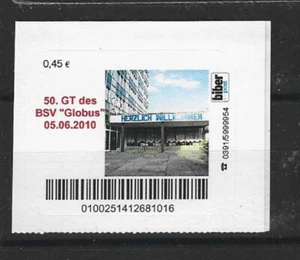 0,45 €
50. GT des
BSV "Globus"
05.06.2010
HERZLICH WILLKOMMEN
biber
post
☎ 0391/5999954
0100251412681016